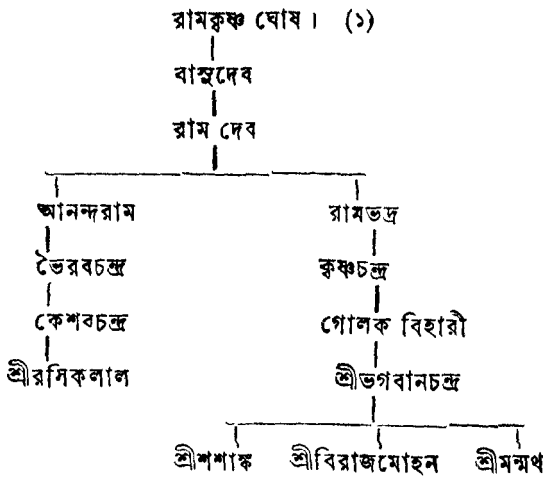 রামকৃষ্ণ ঘোষ। (১)
বাসুদেব
রাম দেব
আনন্দরাম রামভদ্র
ভৈরবচন্দ্র কৃষ্ণচন্দ্র
কেশবচন্দ্র গোলক বিহারী
শ্রীরসিকলাল শ্রীভগবানচন্দ্র
শ্রীশশাঙ্ক শ্রীবিরাজমোহন শ্রীমন্মথ